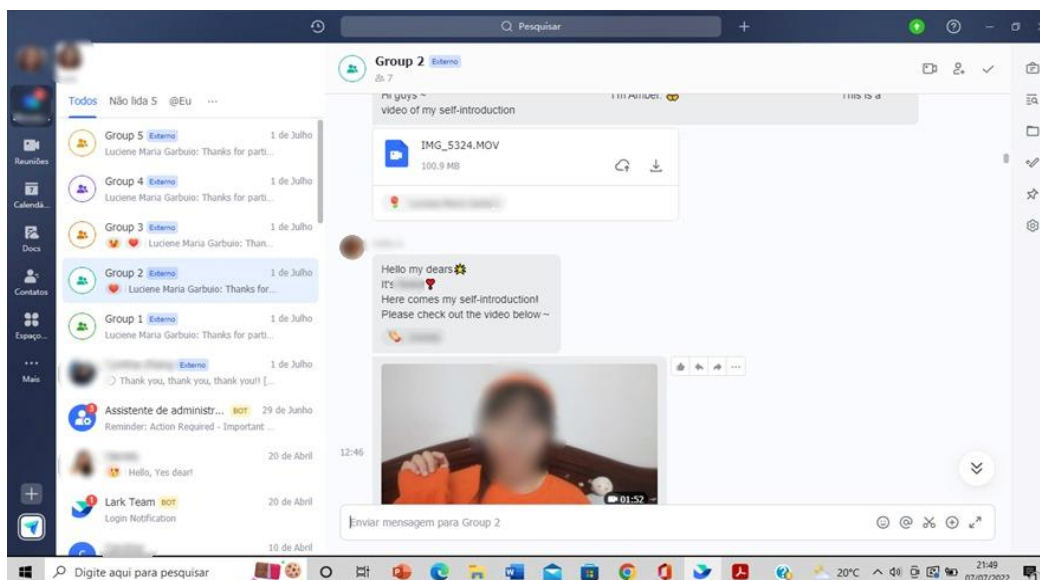 Pesquisar
Todos Não lida 5 @Eu ...
Reuniões
Calendá...
Docs
Contatos
Espaço...
Mais
Group 5 Externo 1 de Julho
Luciene Maria Garbuio: Thanks for parti...
Group 4 Externo 1 de Julho
Luciene Maria Garbuio: Thanks for parti...
Group 3 Externo 1 de Julho
Luciene Maria Garbuio: Than...
Group 2 Externo 1 de Julho
Luciene Maria Garbuio: Thanks for...
Group 1 Externo 1 de Julho
Luciene Maria Garbuio: Thanks for parti...
Externo 1 de Julho
Thank you, thank you, thank you!! [...
Assistente de administr... BOT 29 de Junho
Reminder: Action Required - Important ...
20 de Abril
Hello, Yes dear!
Lark Team BOT 20 de Abril
Login Notification
10 de Abril
Group 2 Externo
7
Hi guys ~ I'm Amber. This is a
video of my self-introduction
IMG_5324.MOV
100.9 MB
Hello my dears
It's
Here comes my self-introduction!
Please check out the video below ~
12:46
01:52
Enviar mensagem para Group 2
Digite aqui para pesquisar
20°C
21:49
07/07/2022